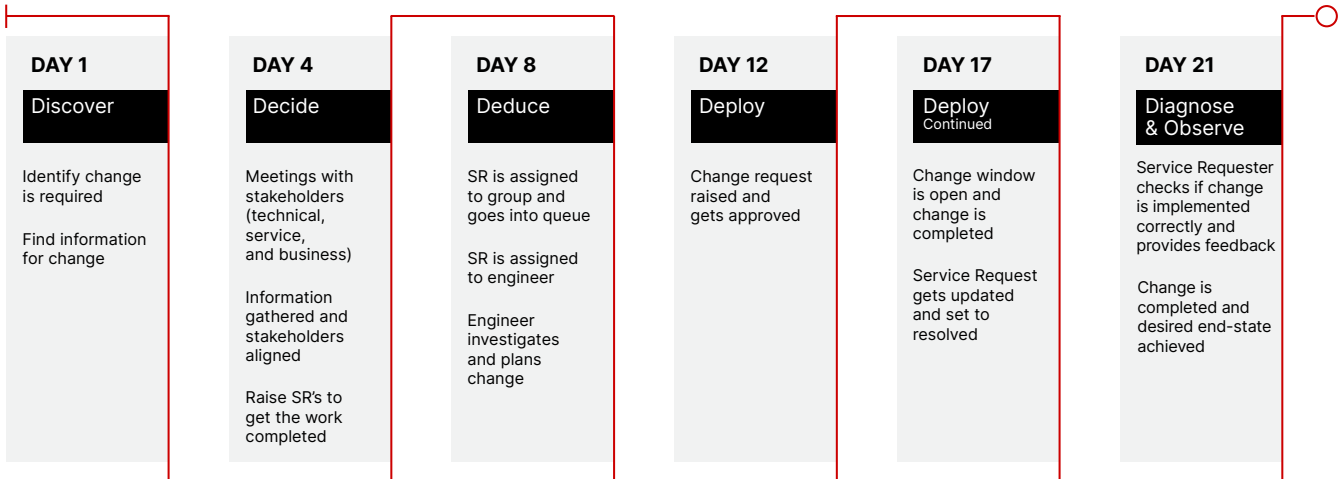 DAY 1
Discover
Identify change
is required
Find information
for change
DAY 4
Decide
Meetings with
stakeholders
(technical,
service,
and business)
Information
gathered and
stakeholders
aligned
Raise SR’s to
get the work
completed
DAY 8
Deduce
SR is assigned
to group and
goes into queue
SR is assigned
to engineer
Engineer
investigates
and plans
change
DAY 12
Deploy
Change request
raised and
gets approved
DAY 17
Deploy
Continued
Change window
is open and
change is
completed
Service Request
gets updated
and set to
resolved
DAY 21
Diagnose
& Observe
Service Requester
checks if change
is implemented
correctly and
provides feedback
Change is
completed and
desired end-state
achieved